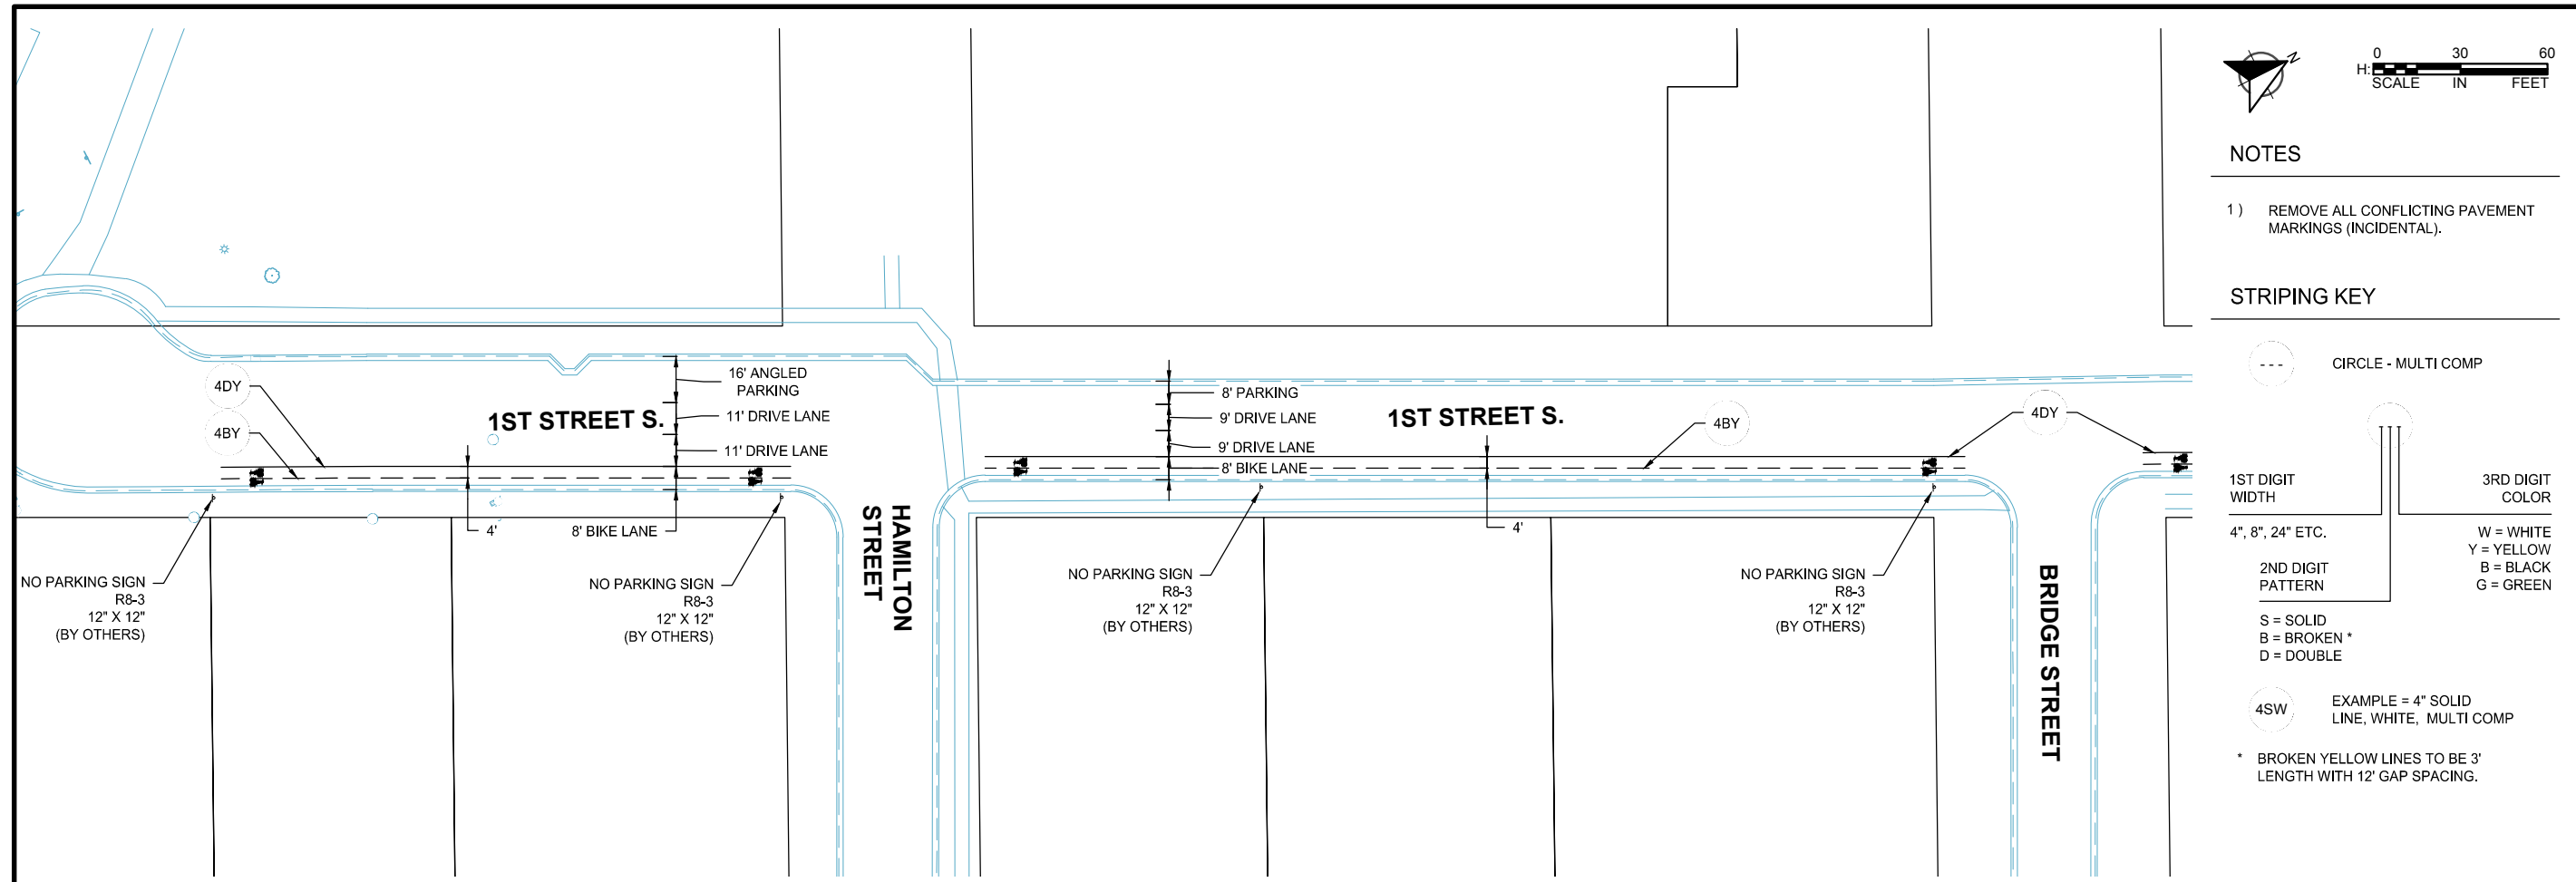 4DY
4BY
1ST STREET S.
16' ANGLED
PARKING
11' DRIVE LANE
11' DRIVE LANE
4'
8' BIKE LANE
NO PARKING SIGN
R8-3
12" X 12"
(BY OTHERS)
NO PARKING SIGN
R8-3
12" X 12"
(BY OTHERS)
HAMILTON
STREET
8' PARKING
9' DRIVE LANE
9' DRIVE LANE
8' BIKE LANE
1ST STREET S.
4BY
4DY
4'
NO PARKING SIGN
R8-3
12" X 12"
(BY OTHERS)
NO PARKING SIGN
R8-3
12" X 12"
(BY OTHERS)
BRIDGE STREET
N
0 30 60
H:
SCALE IN FEET
NOTES
1 ) REMOVE ALL CONFLICTING PAVEMENT
MARKINGS (INCIDENTAL).
STRIPING KEY
--- CIRCLE - MULTI COMP
1ST DIGIT
WIDTH
4", 8", 24" ETC.
2ND DIGIT
PATTERN
S = SOLID
B = BROKEN *
D = DOUBLE
3RD DIGIT
COLOR
W = WHITE
Y = YELLOW
B = BLACK
G = GREEN
4SW
EXAMPLE = 4" SOLID
LINE, WHITE, MULTI COMP
* BROKEN YELLOW LINES TO BE 3'
LENGTH WITH 12' GAP SPACING.